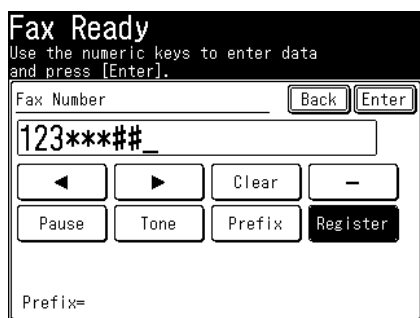 Fax Ready
Use the numeric keys to enter data
and press [Enter].
Fax Number Back Enter
123***##_
◀ ▶ Clear –
Pause Tone Prefix Register
Prefix=